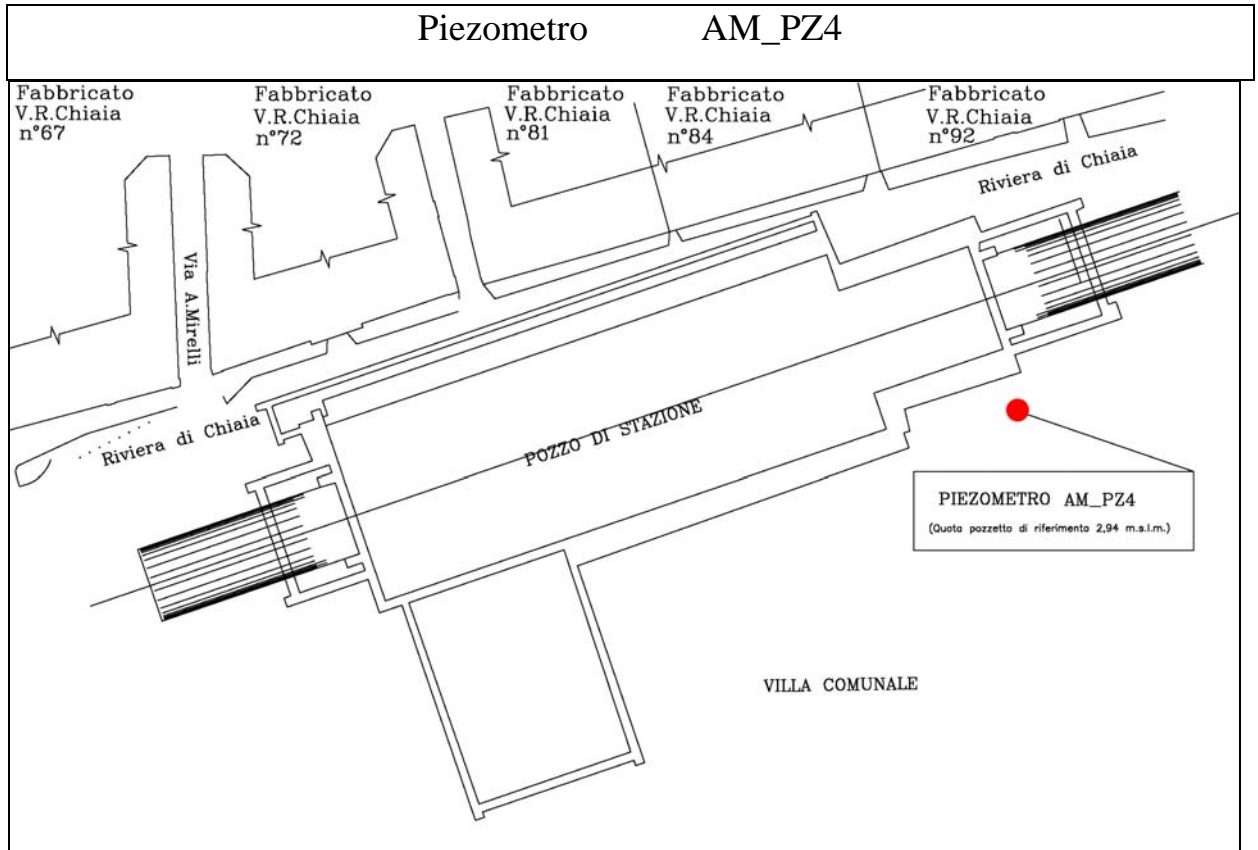 Piezometro AM_PZ4
Fabbricato
V.R.Chiaia
n°67
Fabbricato
V.R.Chiaia
n°72
Fabbricato
V.R.Chiaia
n°81
Fabbricato
V.R.Chiaia
n°84
Fabbricato
V.R.Chiaia
n°92
Riviera di Chiaia
Via A.Mirelli
Riviera di Chiaia
POZZO DI STAZIONE
PIEZOMETRO AM_PZ4
(Quota pozzetto di riferimento 2,94 m.s.l.m.)
VILLA COMUNALE